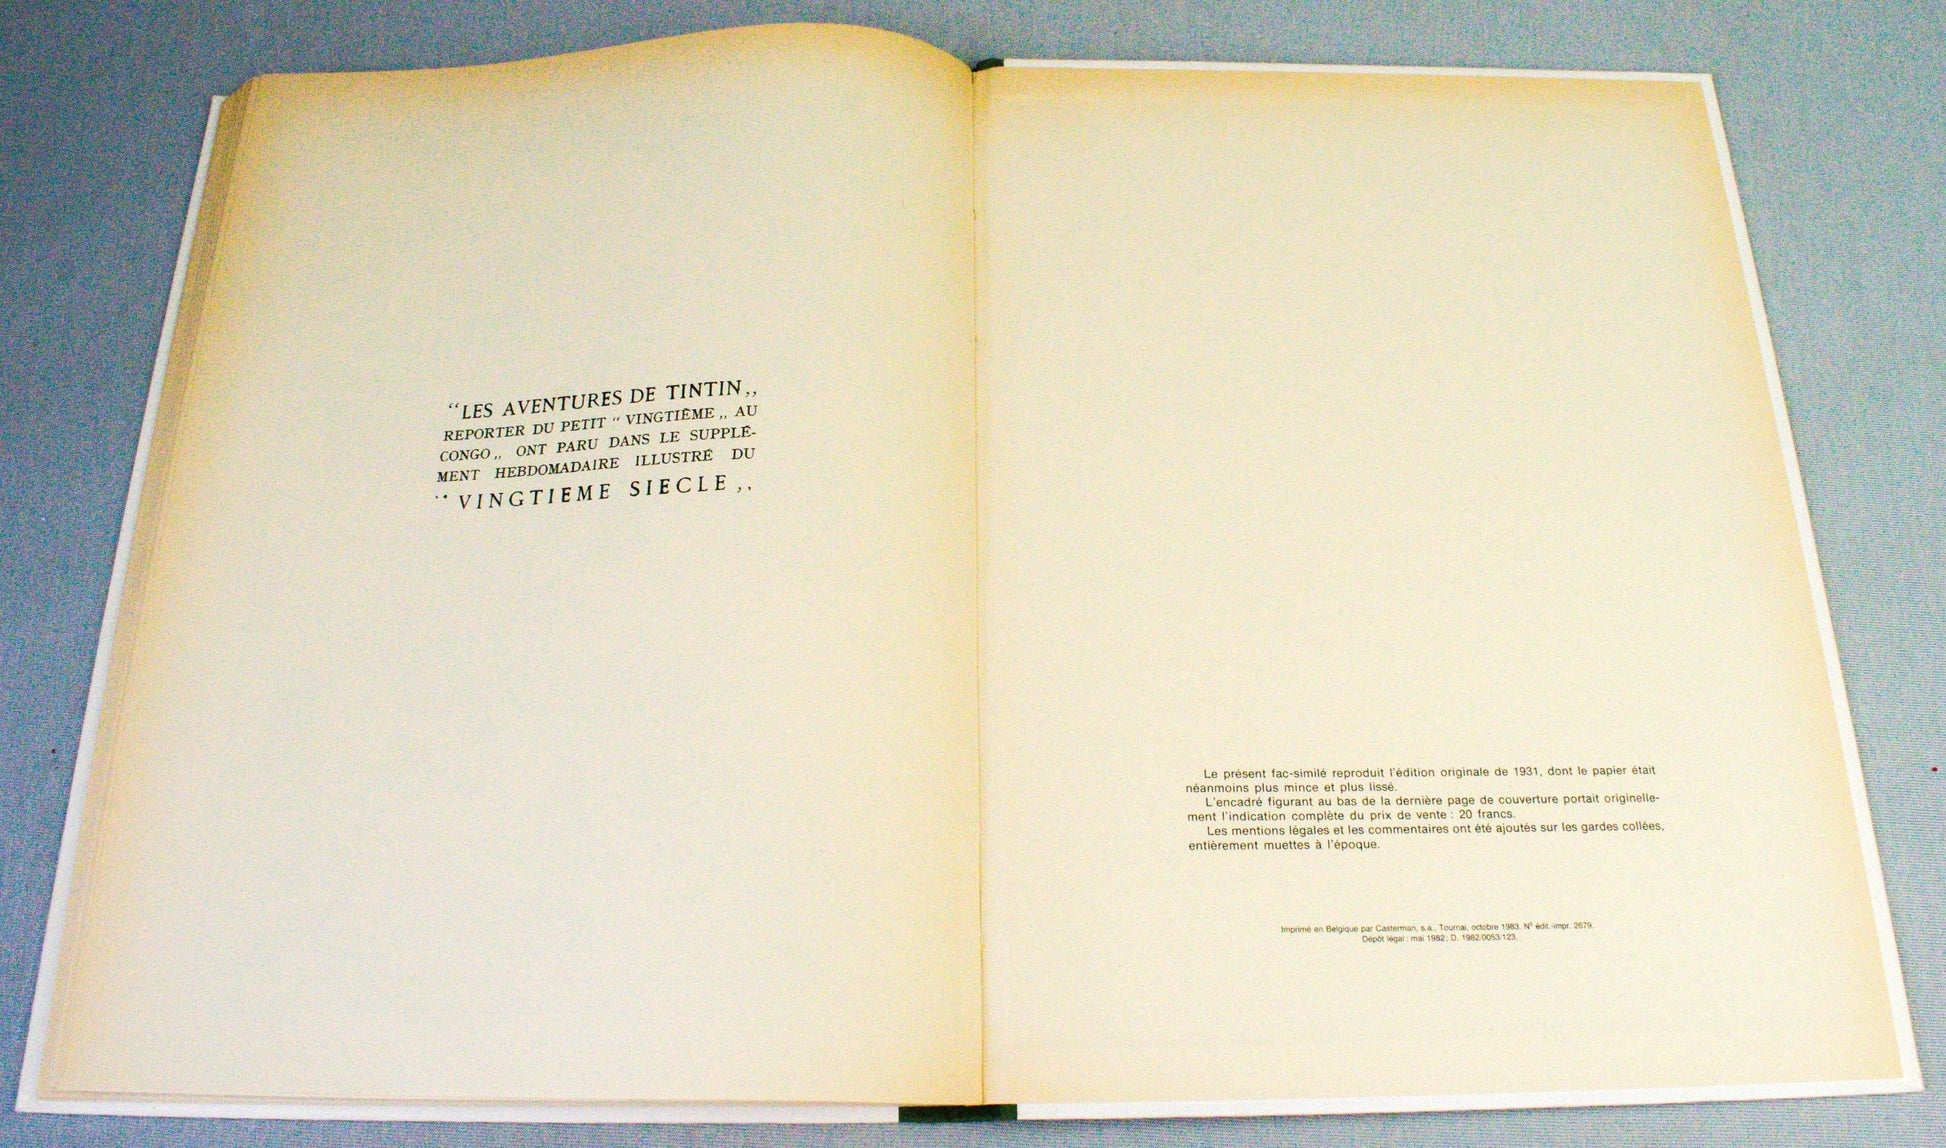 “LES AVENTURES DE TINTIN,,
REPORTER DU PETIT “ VINGTIÈME ,, AU
CONGO,, ONT PARU DANS LE SUPPLÉ-
MENT HEBDOMADAIRE ILLUSTRÉ DU
“ VINGTIEME SIECLE ,,
Le présent fac-similé reproduit l'édition originale de 1931, dont le papier était
néanmoins plus mince et plus lissé.
L'encadré figurant au bas de la dernière page de couverture portait originelle-
ment l'indication complète du prix de vente : 20 francs.
Les mentions légales et les commentaires ont été ajoutés sur les gardes collées,
entièrement muettes à l'époque.
Imprimé en Belgique par Casterman, s.a., Tournai, octobre 1983. N° édit.-impr. 2679.
Dépôt légal : mai 1982; D. 1982/0053/123.